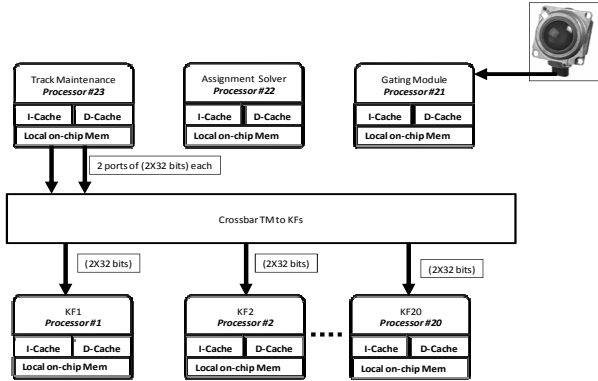 Track Maintenance
Processor #23
I-Cache
D-Cache
Local on-chip Mem
Assignment Solver
Processor #22
I-Cache
D-Cache
Local on-chip Mem
Gating Module
Processor #21
I-Cache
D-Cache
Local on-chip Mem
2 ports of (2X32 bits) each
Crossbar TM to KFs
(2X32 bits)
(2X32 bits)
(2X32 bits)
KF1
Processor #1
I-Cache
D-Cache
Local on-chip Mem
KF2
Processor #2
I-Cache
D-Cache
Local on-chip Mem
KF20
Processor #20
I-Cache
D-Cache
Local on-chip Mem